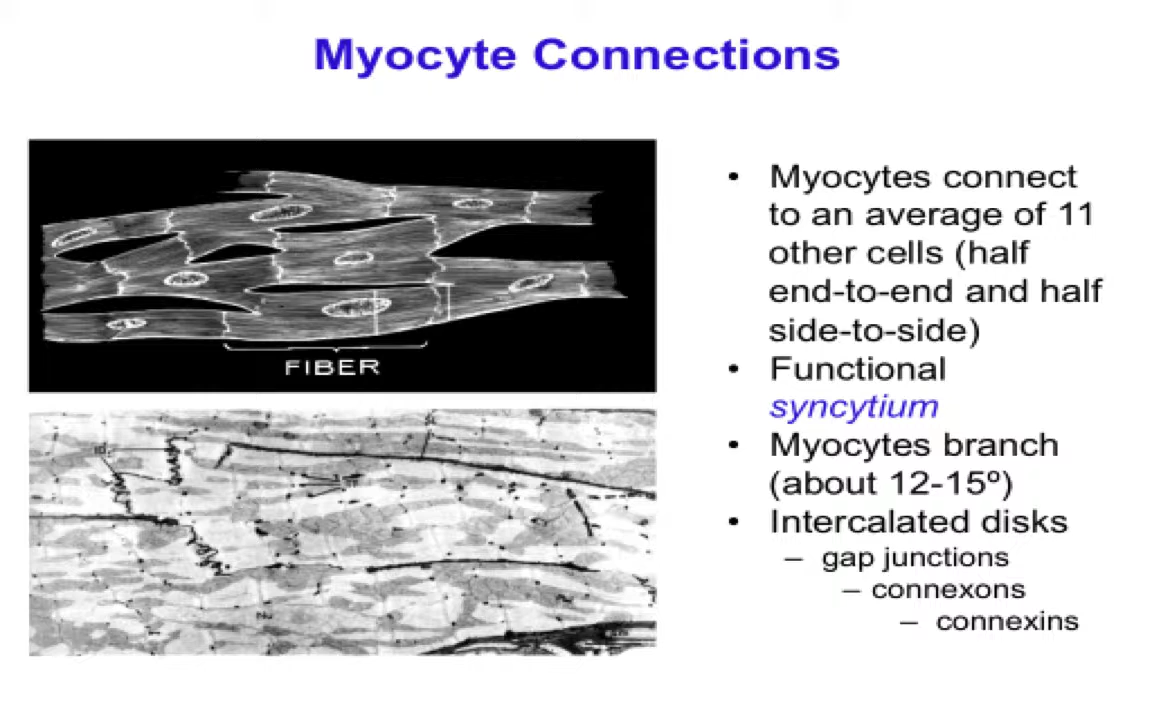 Myocyte Connections
FIBER
• Myocytes connect
to an average of 11
other cells (half
end-to-end and half
side-to-side)
• Functional
syncytium
• Myocytes branch
(about 12-15º)
• Intercalated disks
– gap junctions
– connexons
– connexins